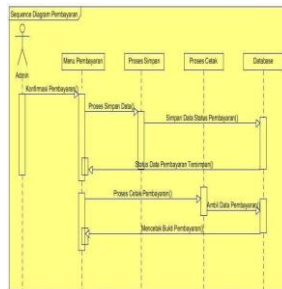 Sequence Diagram Pembayaran
Admin
Menu Pembayaran
Proses Simpan
Proses Cetak
Database
Konfirmasi Pembayaran()
Proses Simpan Data()
Simpan Data Status Pembayaran()
Status Data Pembayaran Tersimpan()
Proses Cetak Pembayaran()
Ambil Data Pembayaran()
Mencetak Bukti Pembayaran()